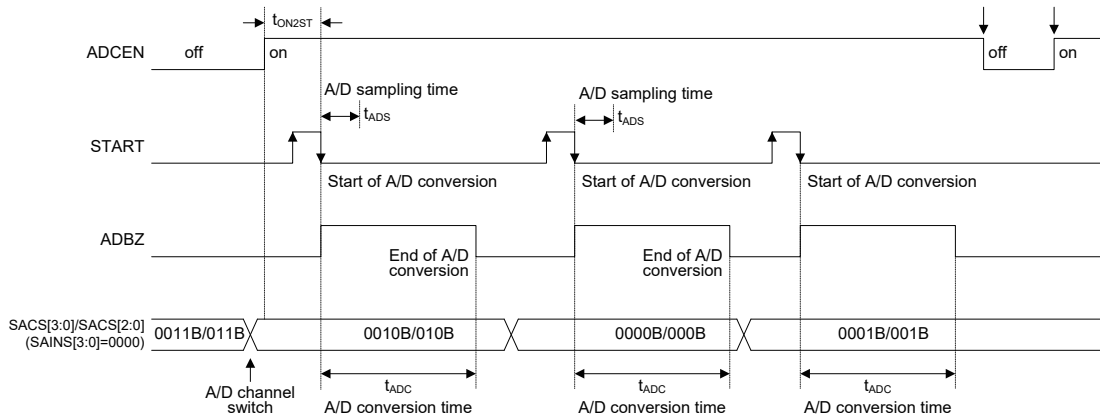 tON2ST
ADCEN
off
on
off
on
A/D sampling time
tADS
A/D sampling time
tADS
START
Start of A/D conversion
Start of A/D conversion
Start of A/D conversion
ADBZ
End of A/D
conversion
End of A/D
conversion
SACS[3:0]/SACS[2:0]
(SAINS[3:0]=0000)
0011B/011B
0010B/010B
0000B/000B
0001B/001B
A/D channel
switch
tADC
A/D conversion time
tADC
A/D conversion time
tADC
A/D conversion time